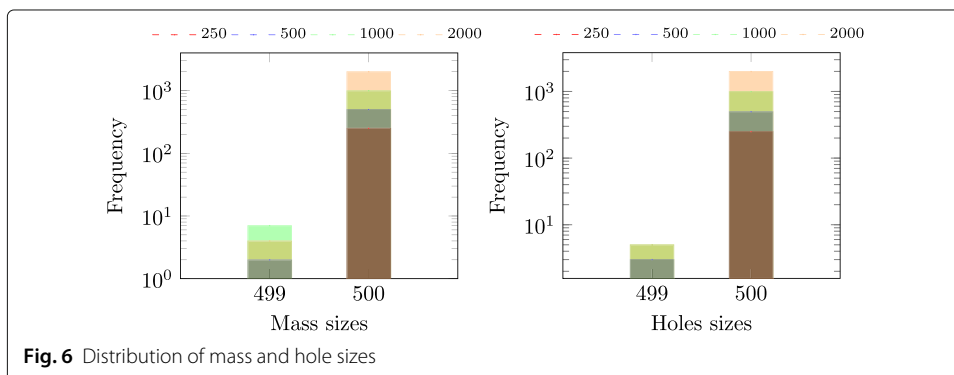 250 500 1000 2000
250 500 1000 2000
10³
10²
10¹
10⁰
Frequency
499 500
Mass sizes
10³
10²
10¹
Frequency
499 500
Holes sizes
Fig. 6 Distribution of mass and hole sizes